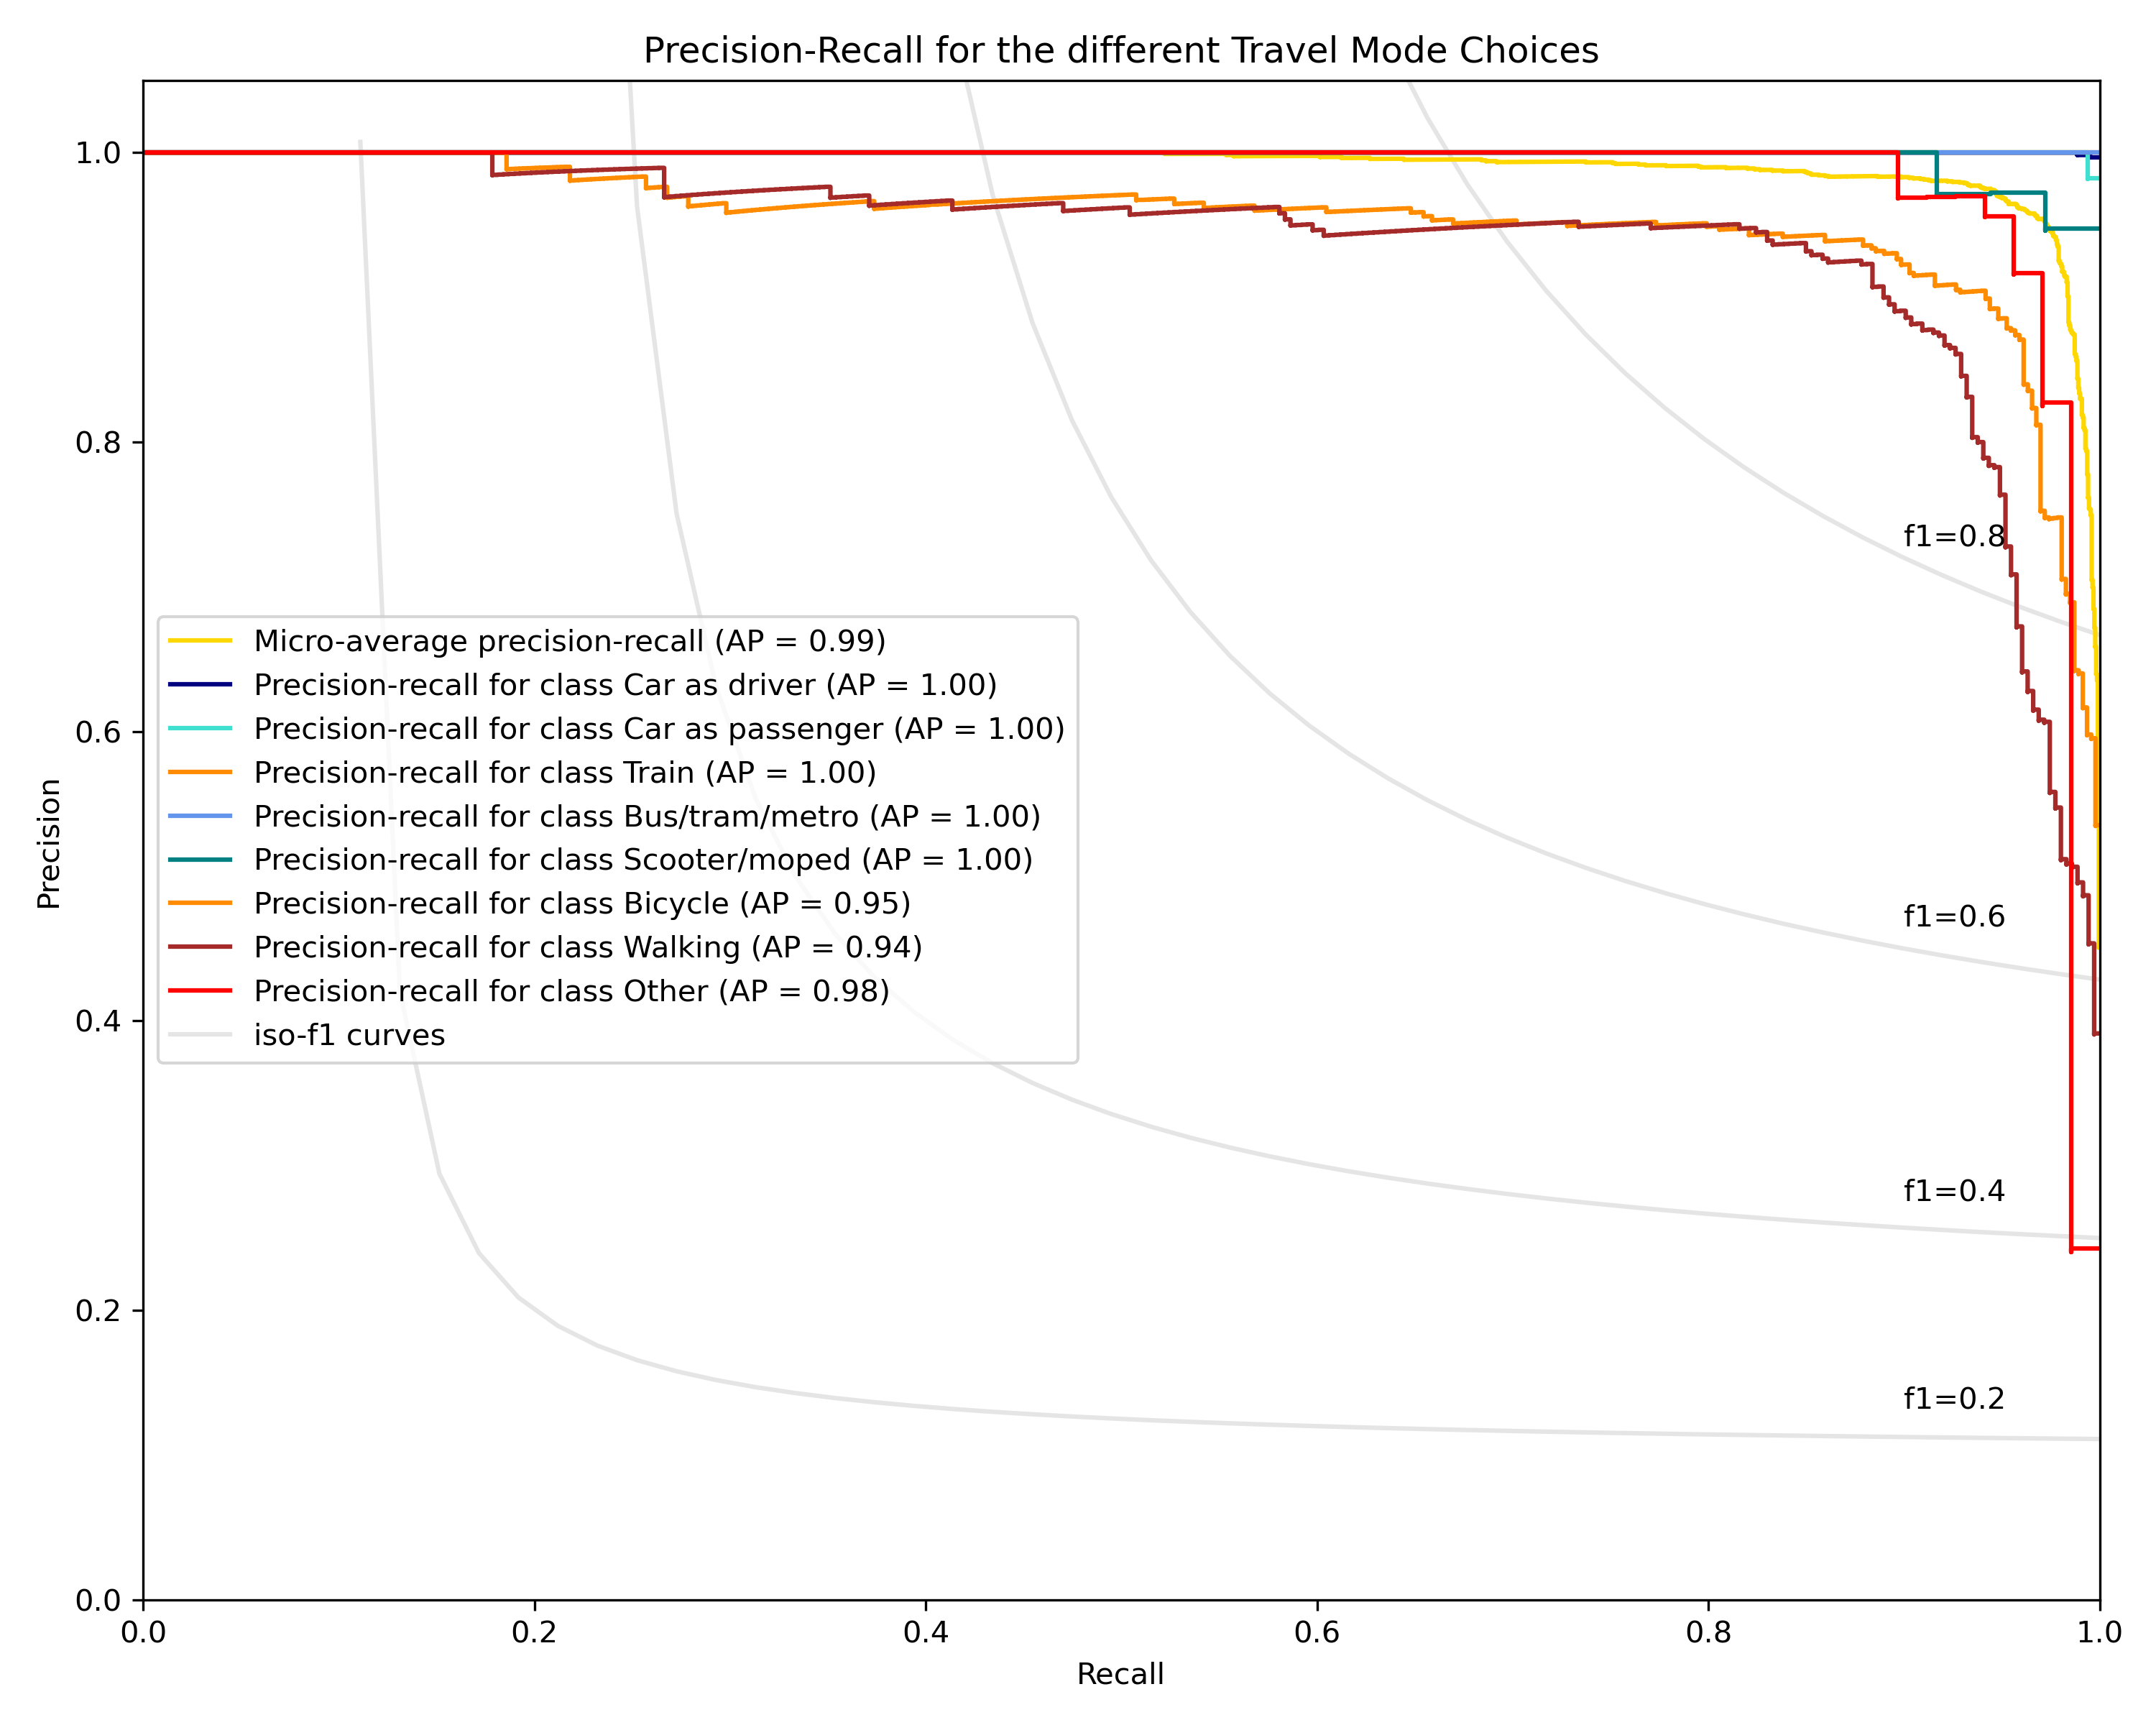 Precision-Recall for the different Travel Mode Choices
1.0
0.8
0.6
0.4
0.2
0.0
Precision
f1=0.8
f1=0.6
f1=0.4
f1=0.2
Micro-average precision-recall (AP = 0.99)
Precision-recall for class Car as driver (AP = 1.00)
Precision-recall for class Car as passenger (AP = 1.00)
Precision-recall for class Train (AP = 1.00)
Precision-recall for class Bus/tram/metro (AP = 1.00)
Precision-recall for class Scooter/moped (AP = 1.00)
Precision-recall for class Bicycle (AP = 0.95)
Precision-recall for class Walking (AP = 0.94)
Precision-recall for class Other (AP = 0.98)
iso-f1 curves
0.0 0.2 0.4 0.6 0.8 1.0
Recall